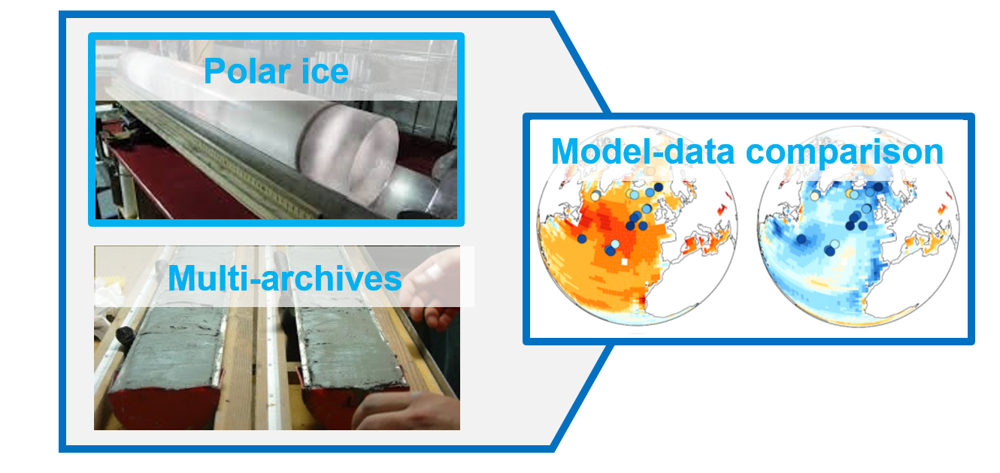 Polar ice
Multi-archives
Model-data comparison